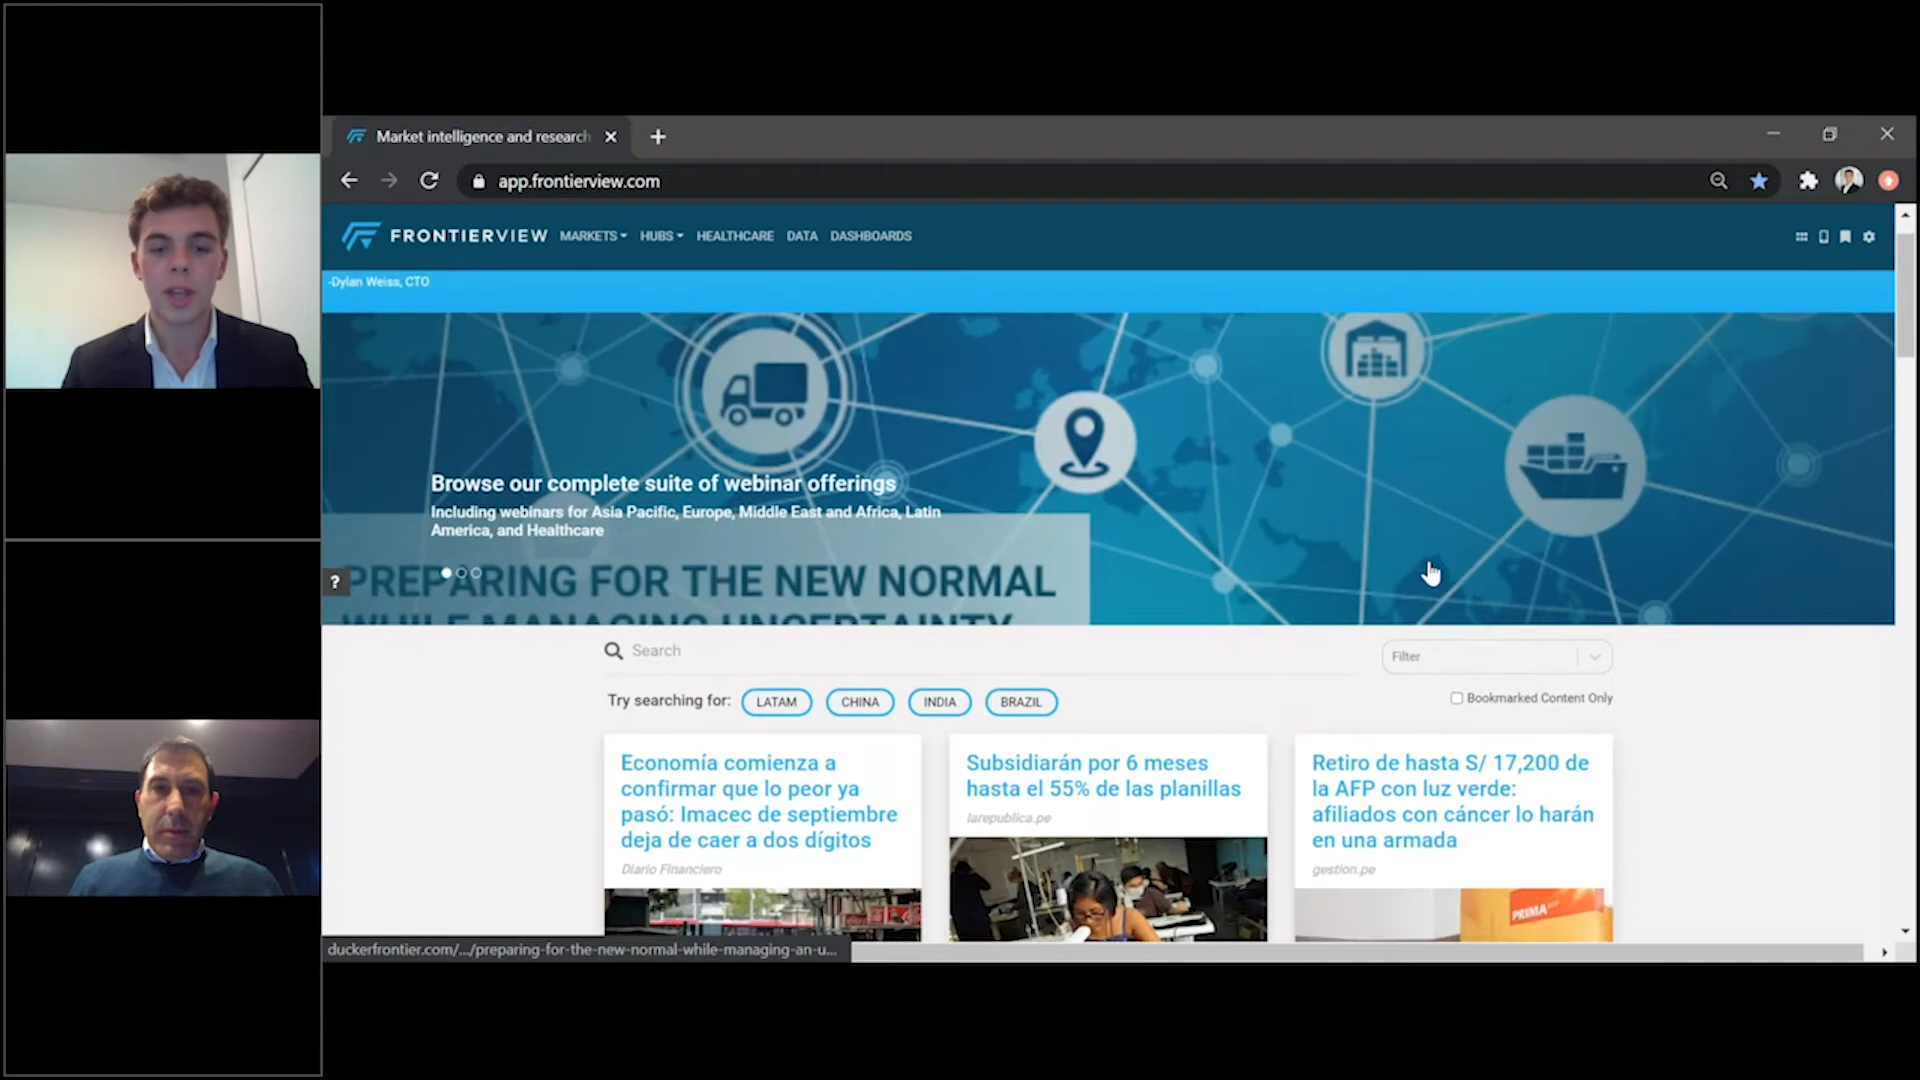 Market intelligence and research
app.frontierview.com
FRONTIERVIEW MARKETS HUBS HEALTHCARE DATA DASHBOARDS
-Dylan Weiss, CTO
Browse our complete suite of webinar offerings
Including webinars for Asia Pacific, Europe, Middle East and Africa, Latin
America, and Healthcare
?
PREPARING FOR THE NEW NORMAL
WHILE MANAGING UNCERTAINTY
Search
Filter
Try searching for: LATAM CHINA INDIA BRAZIL
Bookmarked Content Only
Economía comienza a
confirmar que lo peor ya
pasó: Imacec de septiembre
deja de caer a dos dígitos
Diario Financiero
Subsidiarán por 6 meses
hasta el 55% de las planillas
larepublica.pe
Retiro de hasta S/ 17,200 de
la AFP con luz verde:
afiliados con cáncer lo harán
en una armada
gestion.pe
PRIMA
duckerfrontier.com/.../preparing-for-the-new-normal-while-managing-an-u...